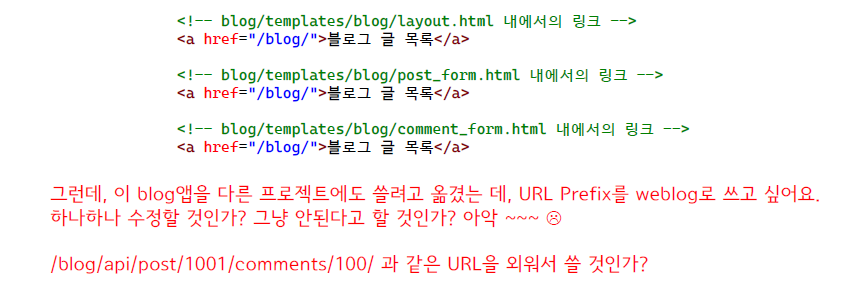 <!-- blog/templates/blog/layout.html 내에서의 링크 -->
<a href="/blog/">블로그 글 목록</a>
<!-- blog/templates/blog/post_form.html 내에서의 링크 -->
<a href="/blog/">블로그 글 목록</a>
<!-- blog/templates/blog/comment_form.html 내에서의 링크 -->
<a href="/blog/">블로그 글 목록</a>
그런데, 이 blog앱을 다른 프로젝트에도 쓸려고 옮겼는 데, URL Prefix를 weblog로 쓰고 싶어요.
하나하나 수정할 것인가? 그냥 안된다고 할 것인가? 아악 ~~~ ☹
/blog/api/post/1001/comments/100/ 과 같은 URL을 외워서 쓸 것인가?